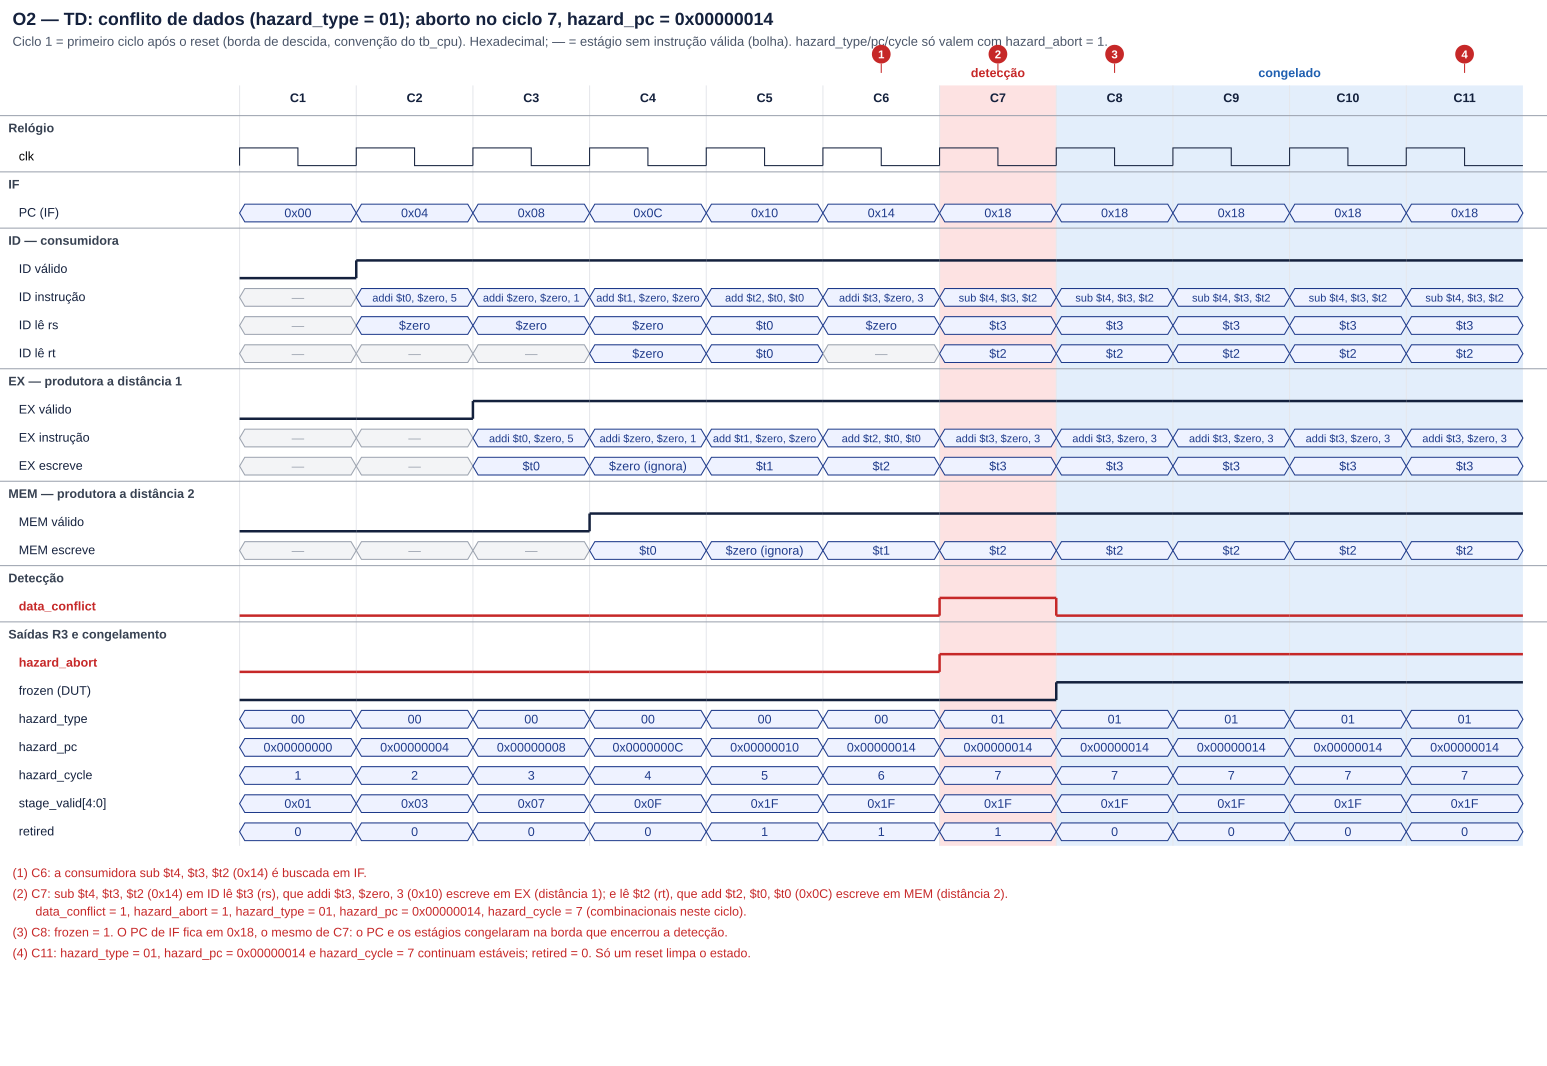 O2 — TD: conflito de dados (hazard_type = 01); aborto no ciclo 7, hazard_pc = 0x00000014
Ciclo 1 = primeiro ciclo após o reset (borda de descida, convenção do tb_cpu). Hexadecimal; — = estágio sem instrução válida (bolha). hazard_type/pc/cycle só valem com hazard_abort = 1.
1 2 3 4
detecção congelado
C1 C2 C3 C4 C5 C6 C7 C8 C9 C10 C11
Relógio
clk
IF
PC (IF) 0x00 0x04 0x08 0x0C 0x10 0x14 0x18 0x18 0x18 0x18 0x18
ID — consumidora
ID válido
ID instrução — addi $t0, $zero, 5 addi $zero, $zero, 1 add $t1, $zero, $zero add $t2, $t0, $t0 addi $t3, $zero, 3 sub $t4, $t3, $t2 sub $t4, $t3, $t2 sub $t4, $t3, $t2 sub $t4, $t3, $t2 sub $t4, $t3, $t2
ID lê rs — $zero $zero $zero $t0 $zero $t3 $t3 $t3 $t3 $t3
ID lê rt — — — $zero $t0 — $t2 $t2 $t2 $t2 $t2
EX — produtora a distância 1
EX válido
EX instrução — — addi $t0, $zero, 5 addi $zero, $zero, 1 add $t1, $zero, $zero add $t2, $t0, $t0 addi $t3, $zero, 3 addi $t3, $zero, 3 addi $t3, $zero, 3 addi $t3, $zero, 3 addi $t3, $zero, 3
EX escreve — — $t0 $zero (ignora) $t1 $t2 $t3 $t3 $t3 $t3 $t3
MEM — produtora a distância 2
MEM válido
MEM escreve — — — $t0 $zero (ignora) $t1 $t2 $t2 $t2 $t2 $t2
Detecção
data_conflict
Saídas R3 e congelamento
hazard_abort
frozen (DUT)
hazard_type 00 00 00 00 00 00 01 01 01 01 01
hazard_pc 0x00000000 0x00000004 0x00000008 0x0000000C 0x00000010 0x00000014 0x00000014 0x00000014 0x00000014 0x00000014 0x00000014
hazard_cycle 1 2 3 4 5 6 7 7 7 7 7
stage_valid[4:0] 0x01 0x03 0x07 0x0F 0x1F 0x1F 0x1F 0x1F 0x1F 0x1F 0x1F
retired 0 0 0 0 1 1 1 0 0 0 0
(1) C6: a consumidora sub $t4, $t3, $t2 (0x14) é buscada em IF.
(2) C7: sub $t4, $t3, $t2 (0x14) em ID lê $t3 (rs), que addi $t3, $zero, 3 (0x10) escreve em EX (distância 1); e lê $t2 (rt), que add $t2, $t0, $t0 (0x0C) escreve em MEM (distância 2).
data_conflict = 1, hazard_abort = 1, hazard_type = 01, hazard_pc = 0x00000014, hazard_cycle = 7 (combinacionais neste ciclo).
(3) C8: frozen = 1. O PC de IF fica em 0x18, o mesmo de C7: o PC e os estágios congelaram na borda que encerrou a detecção.
(4) C11: hazard_type = 01, hazard_pc = 0x00000014 e hazard_cycle = 7 continuam estáveis; retired = 0. Só um reset limpa o estado.